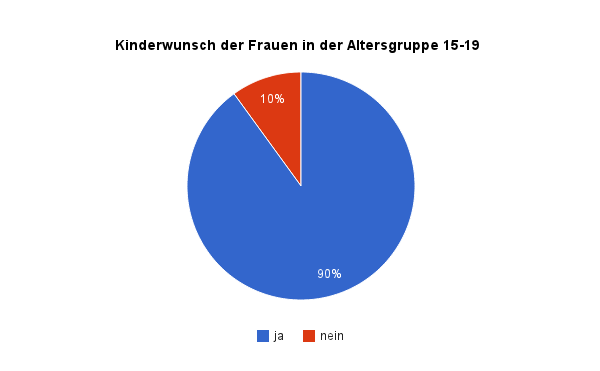 Kinderwunsch der Frauen in der Altersgruppe 15-19
10%
90%
ja nein